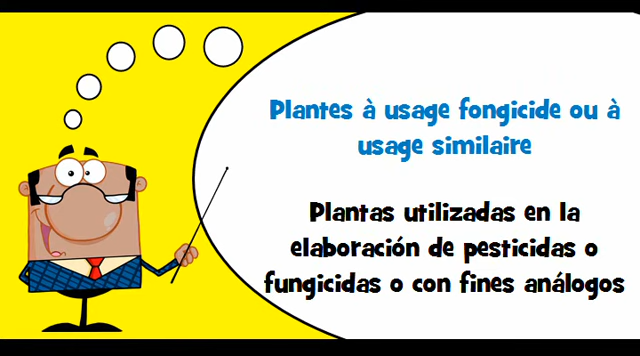 Plantes à usage fongicide ou à
usage similaire
Plantas utilizadas en la
elaboración de pesticidas o
fungicidas o con fines análogos